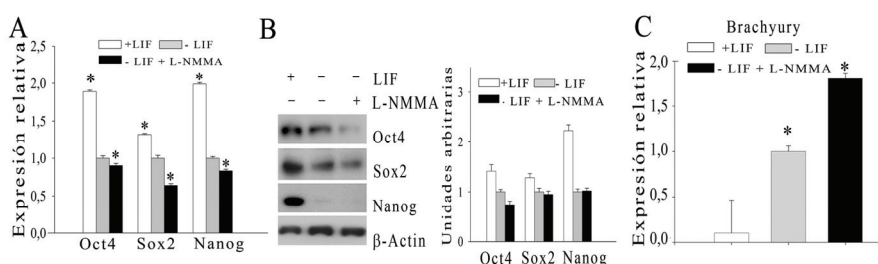 A
Expresión relativa
2,0
1,5
1,0
0,5
0,0
+LIF
- LIF
- LIF + L-NMMA
*
*
*
*
*
*
Oct4 Sox2 Nanog
B
+ − − LIF
− − + L-NMMA
Oct4
Sox2
Nanog
β-Actin
Unidades arbitrarias
3
2
1
0
+LIF
- LIF
- LIF + L-NMMA
Oct4 Sox2 Nanog
C
Brachyury
Expresión relativa
2,0
1,5
1,0
0,5
0,0
+LIF
- LIF
- LIF + L-NMMA
*
*